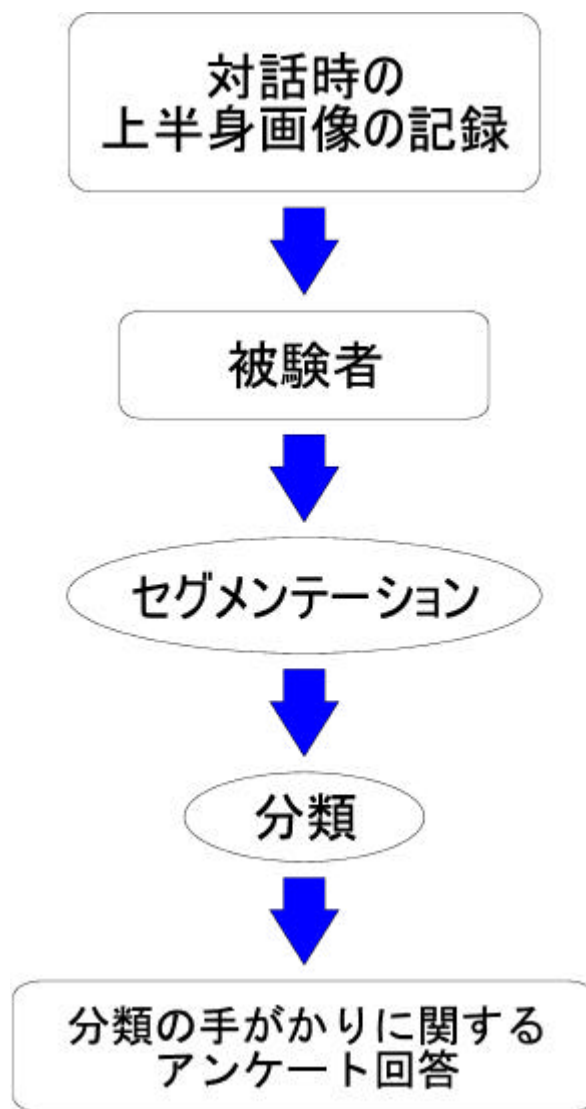 対話時の
上半身画像の記録
被験者
セグメンテーション
分類
分類の手がかりに関する
アンケート回答